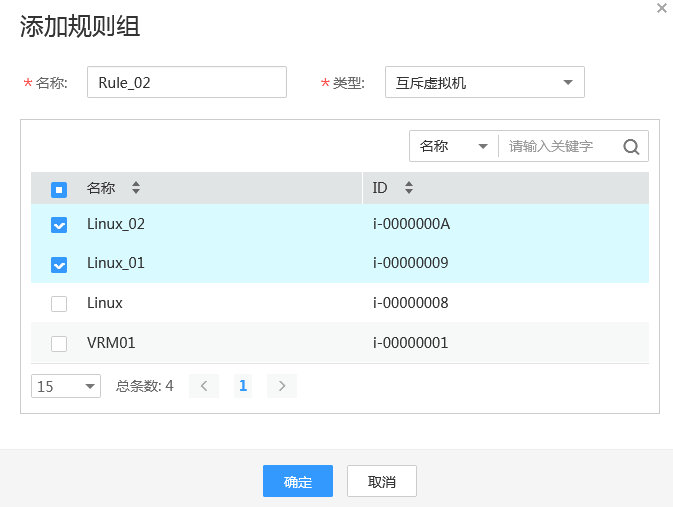 添加规则组
* 名称: Rule_02 * 类型: 互斥虚拟机
名称 请输入关键字
名称 ID
Linux_02 i-0000000A
Linux_01 i-00000009
Linux i-00000008
VRM01 i-00000001
15 总条数: 4 < 1 >
确定 取消